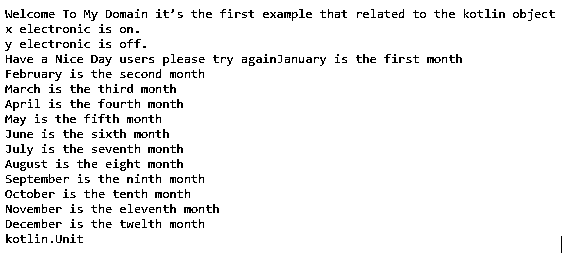 Welcome To My Domain it's the first example that related to the kotlin object
x electronic is on.
y electronic is off.
Have a Nice Day users please try againJanuary is the first month
February is the second month
March is the third month
April is the fourth month
May is the fifth month
June is the sixth month
July is the seventh month
August is the eight month
September is the ninth month
October is the tenth month
November is the eleventh month
December is the twelth month
kotlin.Unit